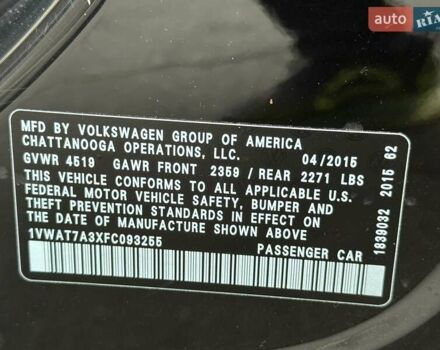 auto RIA
MFD BY VOLKSWAGEN GROUP OF AMERICA
CHATTANOOGA OPERATIONS, LLC. 04/2015
GVWR 4519 GAWR FRONT 2359 / REAR 2271 LBS
THIS VEHICLE CONFORMS TO ALL APPLICABLE U.S.
FEDERAL MOTOR VEHICLE SAFETY, BUMPER AND
THEFT PREVENTION STANDARDS IN EFFECT ON
THE DATE OF MANUFACTURE SHOWN ABOVE
1VWAT7A3XFC093255 PASSENGER CAR
1839032 2015 62